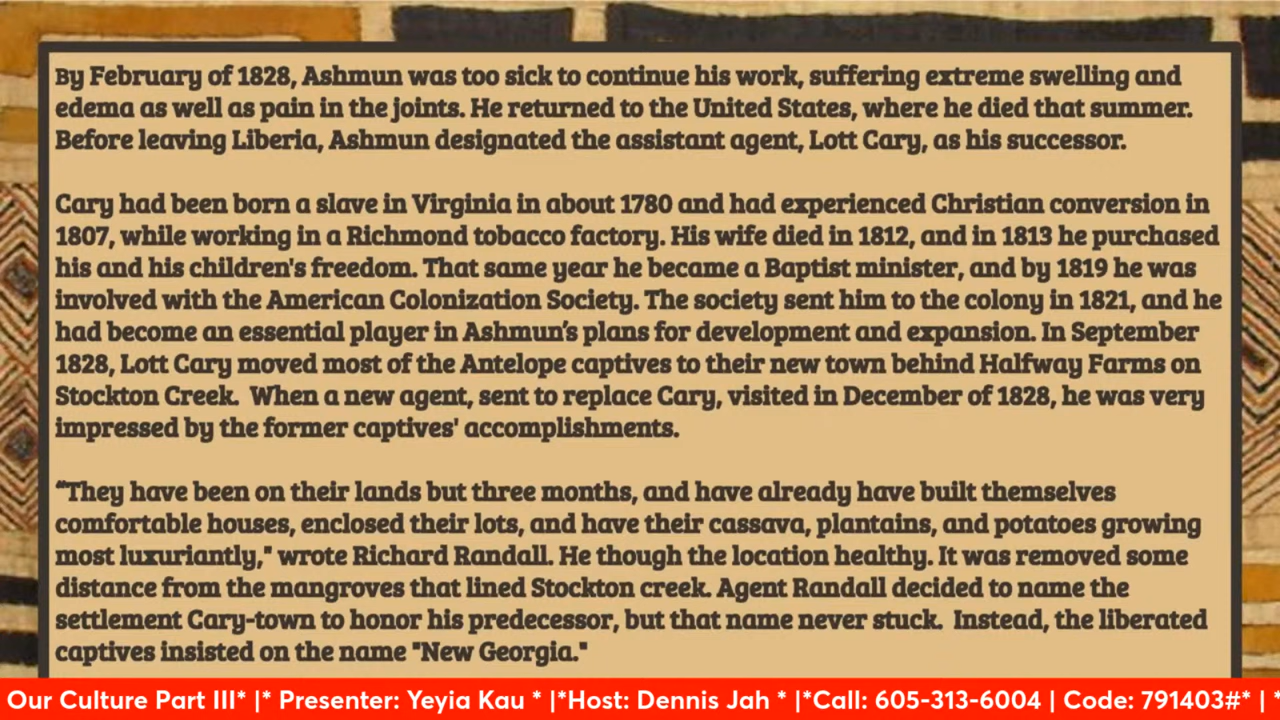 By February of 1828, Ashmun was too sick to continue his work, suffering extreme swelling and
edema as well as pain in the joints. He returned to the United States, where he died that summer.
Before leaving Liberia, Ashmun designated the assistant agent, Lott Cary, as his successor.
Cary had been born a slave in Virginia in about 1780 and had experienced Christian conversion in
1807, while working in a Richmond tobacco factory. His wife died in 1812, and in 1813 he purchased
his and his children's freedom. That same year he became a Baptist minister, and by 1819 he was
involved with the American Colonization Society. The society sent him to the colony in 1821, and he
had become an essential player in Ashmun’s plans for development and expansion. In September
1828, Lott Cary moved most of the Antelope captives to their new town behind Halfway Farms on
Stockton Creek.  When a new agent, sent to replace Cary, visited in December of 1828, he was very
impressed by the former captives' accomplishments.
“They have been on their lands but three months, and have already have built themselves
comfortable houses, enclosed their lots, and have their cassava, plantains, and potatoes growing
most luxuriantly," wrote Richard Randall. He though the location healthy. It was removed some
distance from the mangroves that lined Stockton creek. Agent Randall decided to name the
settlement Cary-town to honor his predecessor, but that name never stuck.  Instead, the liberated
captives insisted on the name "New Georgia."
Our Culture Part III* |* Presenter: Yeyia Kau * |*Host: Dennis Jah * |*Call: 605-313-6004 | Code: 791403#* | *